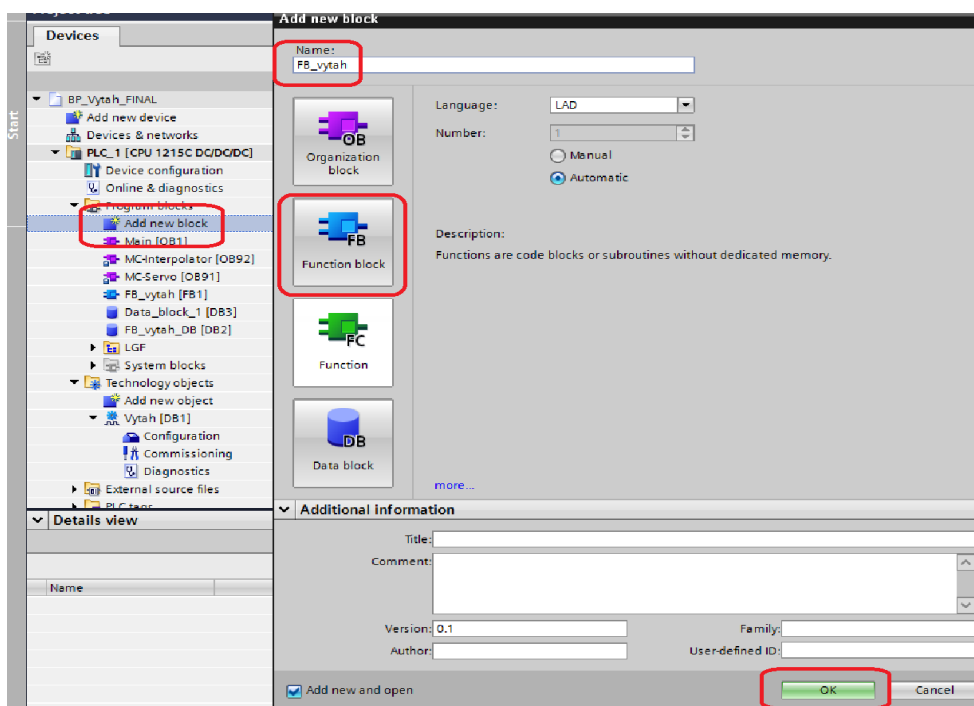 Add new block
Devices
Start
BP_Vytah_FINAL
Add new device
Devices & networks
PLC_1 [CPU 1215C DC/DC/DC]
Device configuration
Online & diagnostics
Program blocks
Add new block
Main [OB1]
MC-Interpolator [OB92]
MC-Servo [OB91]
FB_vytah [FB1]
Data_block_1 [DB3]
FB_vytah_DB [DB2]
LGF
System blocks
Technology objects
Add new object
Vytah [DB1]
Configuration
Commissioning
Diagnostics
External source files
PLC tags
Details view
Name
Name:
FB_vytah
OB
Organization
block
FB
Function block
FC
Function
DB
Data block
Language:
LAD
Number:
1
Manual
Automatic
Description:
Functions are code blocks or subroutines without dedicated memory.
more...
Additional information
Title:
Comment:
Version:
0.1
Family:
Author:
User-defined ID:
Add new and open
OK
Cancel